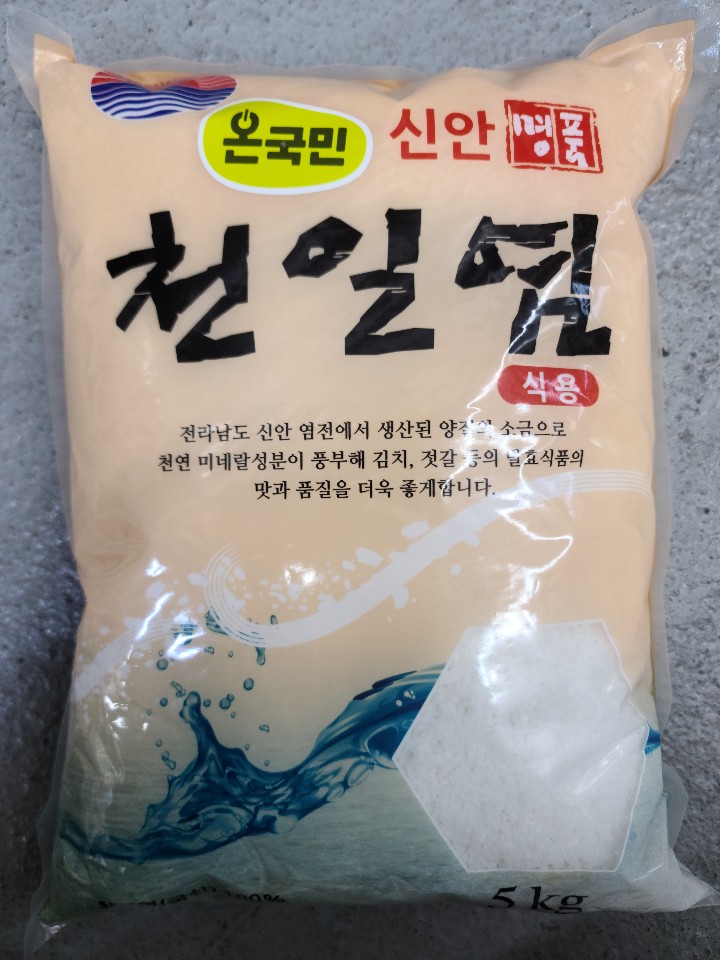 온국민
신안 명품
천일염
식용
전라남도 신안 염전에서 생산된 양질의 소금으로
천연 미네랄성분이 풍부해 김치, 젓갈 등의 발효식품의
맛과 품질을 더욱 좋게합니다.
100%
5 kg